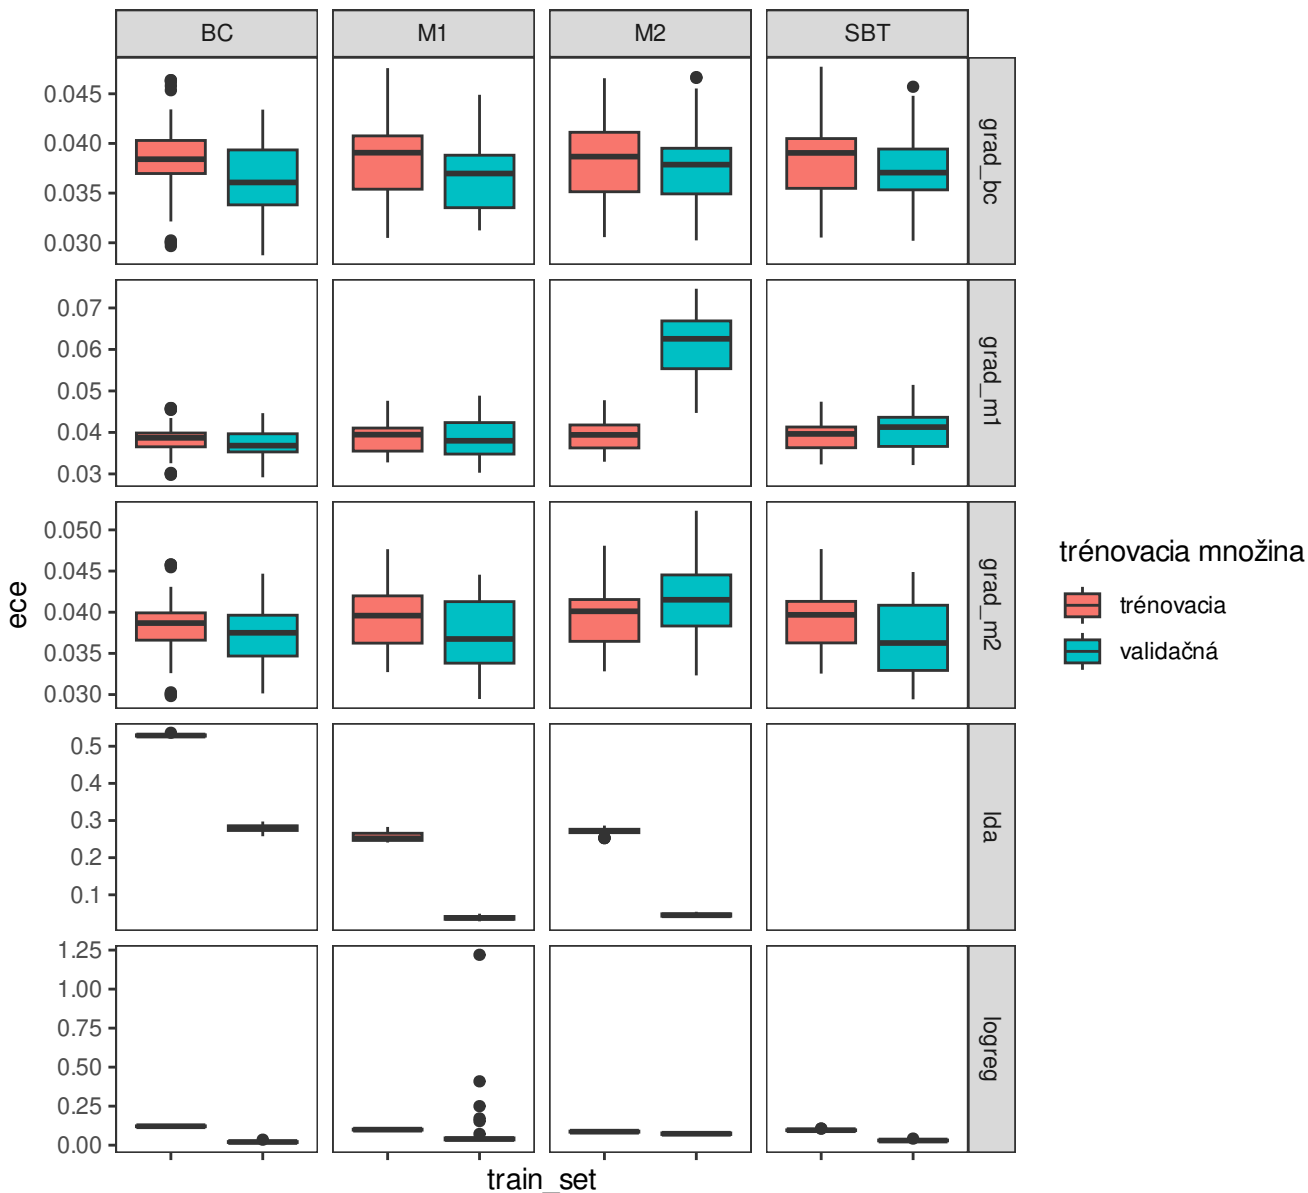 BC M1 M2 SBT
0.045
0.040
0.035
0.030
grad_bc
0.07
0.06
0.05
0.04
0.03
grad_m1
0.050
0.045
0.040
0.035
0.030
grad_m2
0.5
0.4
0.3
0.2
0.1
lda
1.25
1.00
0.75
0.50
0.25
0.00
logreg
ece
train_set
trénovacia množina
trénovacia
validačná